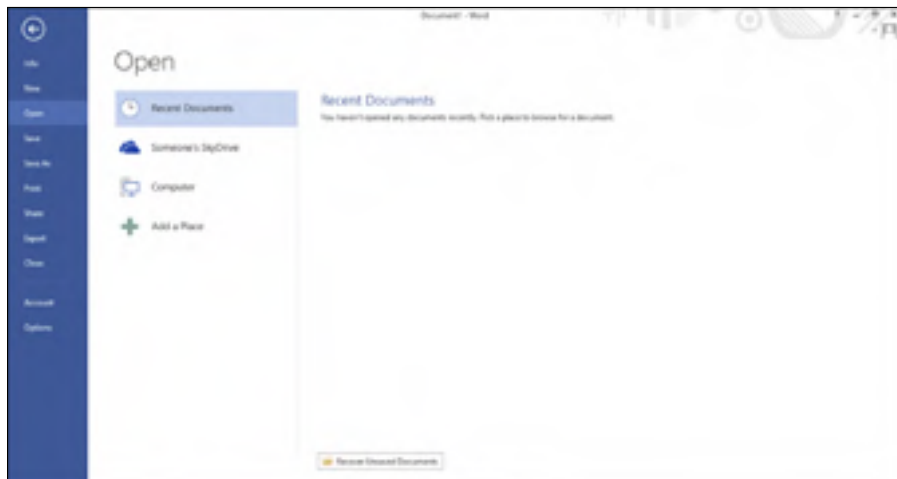 Document1 - Word
Info
New
Open
Save
Save As
Print
Share
Export
Close
Account
Options
Open
Recent Documents
Someone's SkyDrive
Computer
Add a Place
Recent Documents
You haven't opened any documents recently. Pick a place to browse for a document.
Recover Unsaved Documents